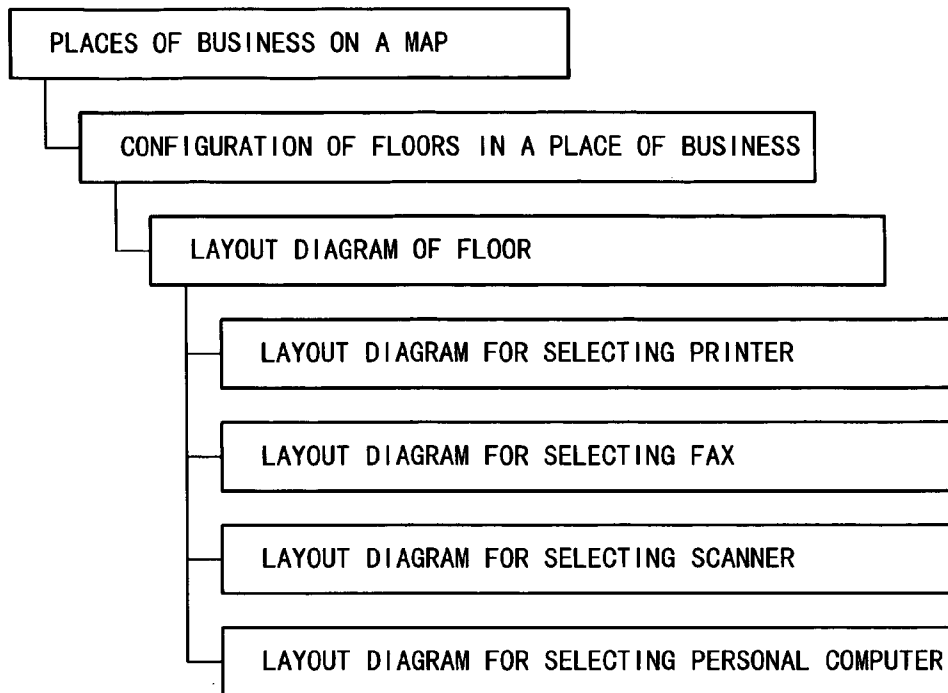 PLACES OF BUSINESS ON A MAP
CONFIGURATION OF FLOORS IN A PLACE OF BUSINESS
LAYOUT DIAGRAM OF FLOOR
LAYOUT DIAGRAM FOR SELECTING PRINTER
LAYOUT DIAGRAM FOR SELECTING FAX
LAYOUT DIAGRAM FOR SELECTING SCANNER
LAYOUT DIAGRAM FOR SELECTING PERSONAL COMPUTER